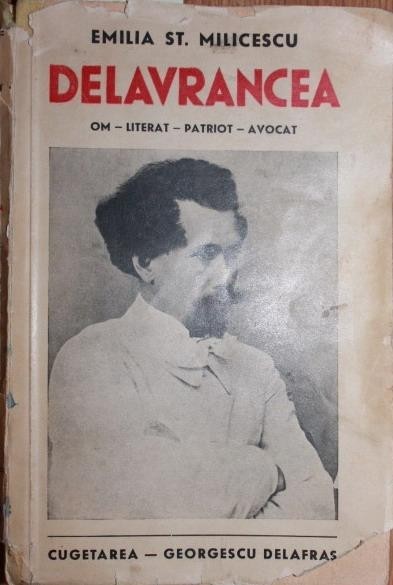 EMILIA ST. MILICESCU
DELAVRANCEA
OM – LITERAT – PATRIOT – AVOCAT
CUGETAREA — GEORGESCU DELAFRAS